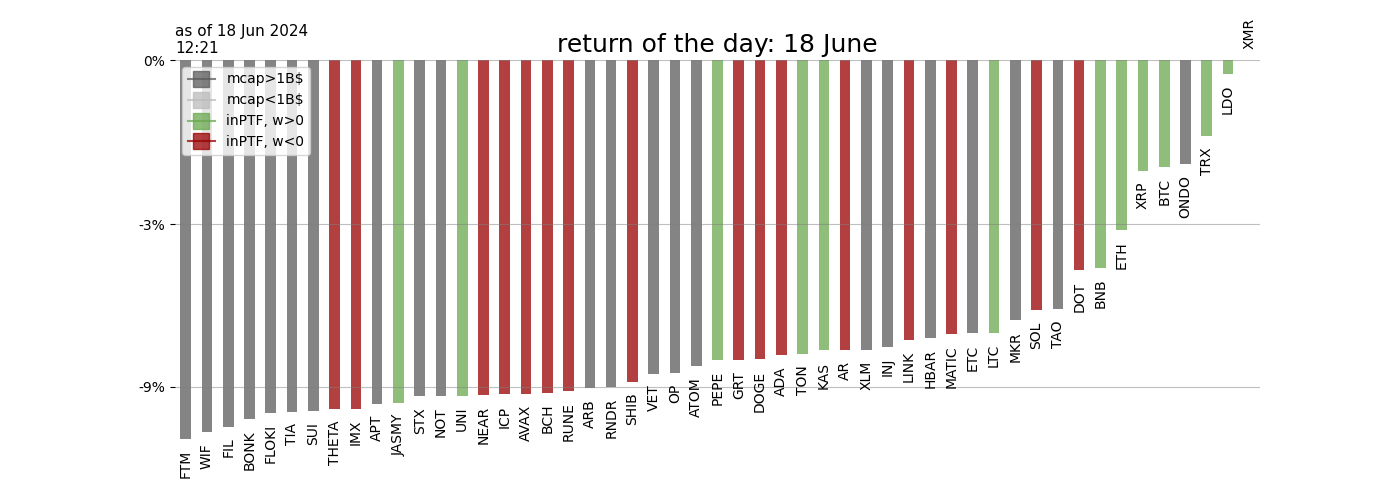 as of 18 Jun 2024
12:21
return of the day: 18 June
XMR
0%
mcap>1B$
mcap<1B$
inPTF, w>0
inPTF, w<0
-3%
-9%
FTM
WIF
FIL
BONK
FLOKI
TIA
SUI
THETA
IMX
APT
JASMY
STX
NOT
UNI
NEAR
ICP
AVAX
BCH
RUNE
ARB
RNDR
SHIB
VET
OP
ATOM
PEPE
GRT
DOGE
ADA
TON
KAS
AR
XLM
INJ
LINK
HBAR
MATIC
ETC
LTC
MKR
SOL
TAO
DOT
BNB
ETH
XRP
BTC
ONDO
TRX
LDO